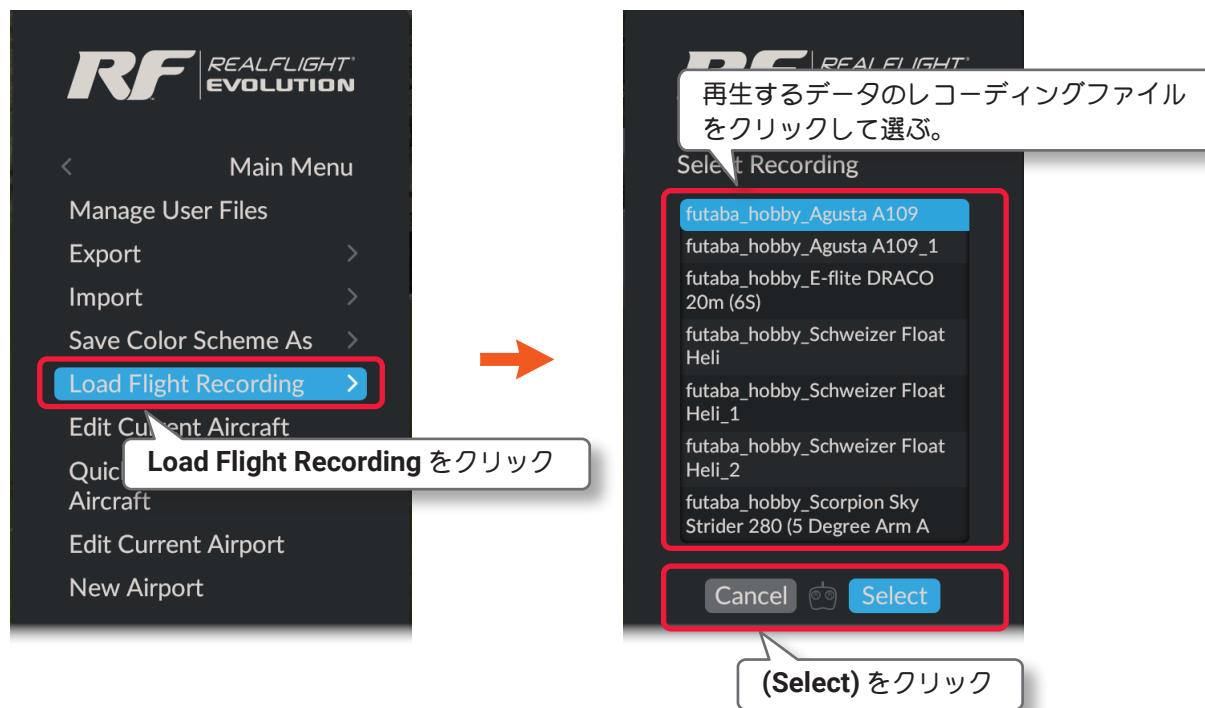 RF REALFLIGHT
EVOLUTION
Main Menu
Manage User Files
Export
Import
Save Color Scheme As
Load Flight Recording
Edit Current Aircraft
Load Flight Recording をクリック
Quic
Aircraft
Edit Current Airport
New Airport
RF REALFLIGHT
再生するデータのレコーディングファイル
をクリックして選ぶ。
Select Recording
futaba_hobby_Agusta A109
futaba_hobby_Agusta A109_1
futaba_hobby_E-flite DRACO
20m (6S)
futaba_hobby_Schweizer Float
Heli
futaba_hobby_Schweizer Float
Heli_1
futaba_hobby_Schweizer Float
Heli_2
futaba_hobby_Scorpion Sky
Strider 280 (5 Degree Arm A
Cancel Select
(Select) をクリック